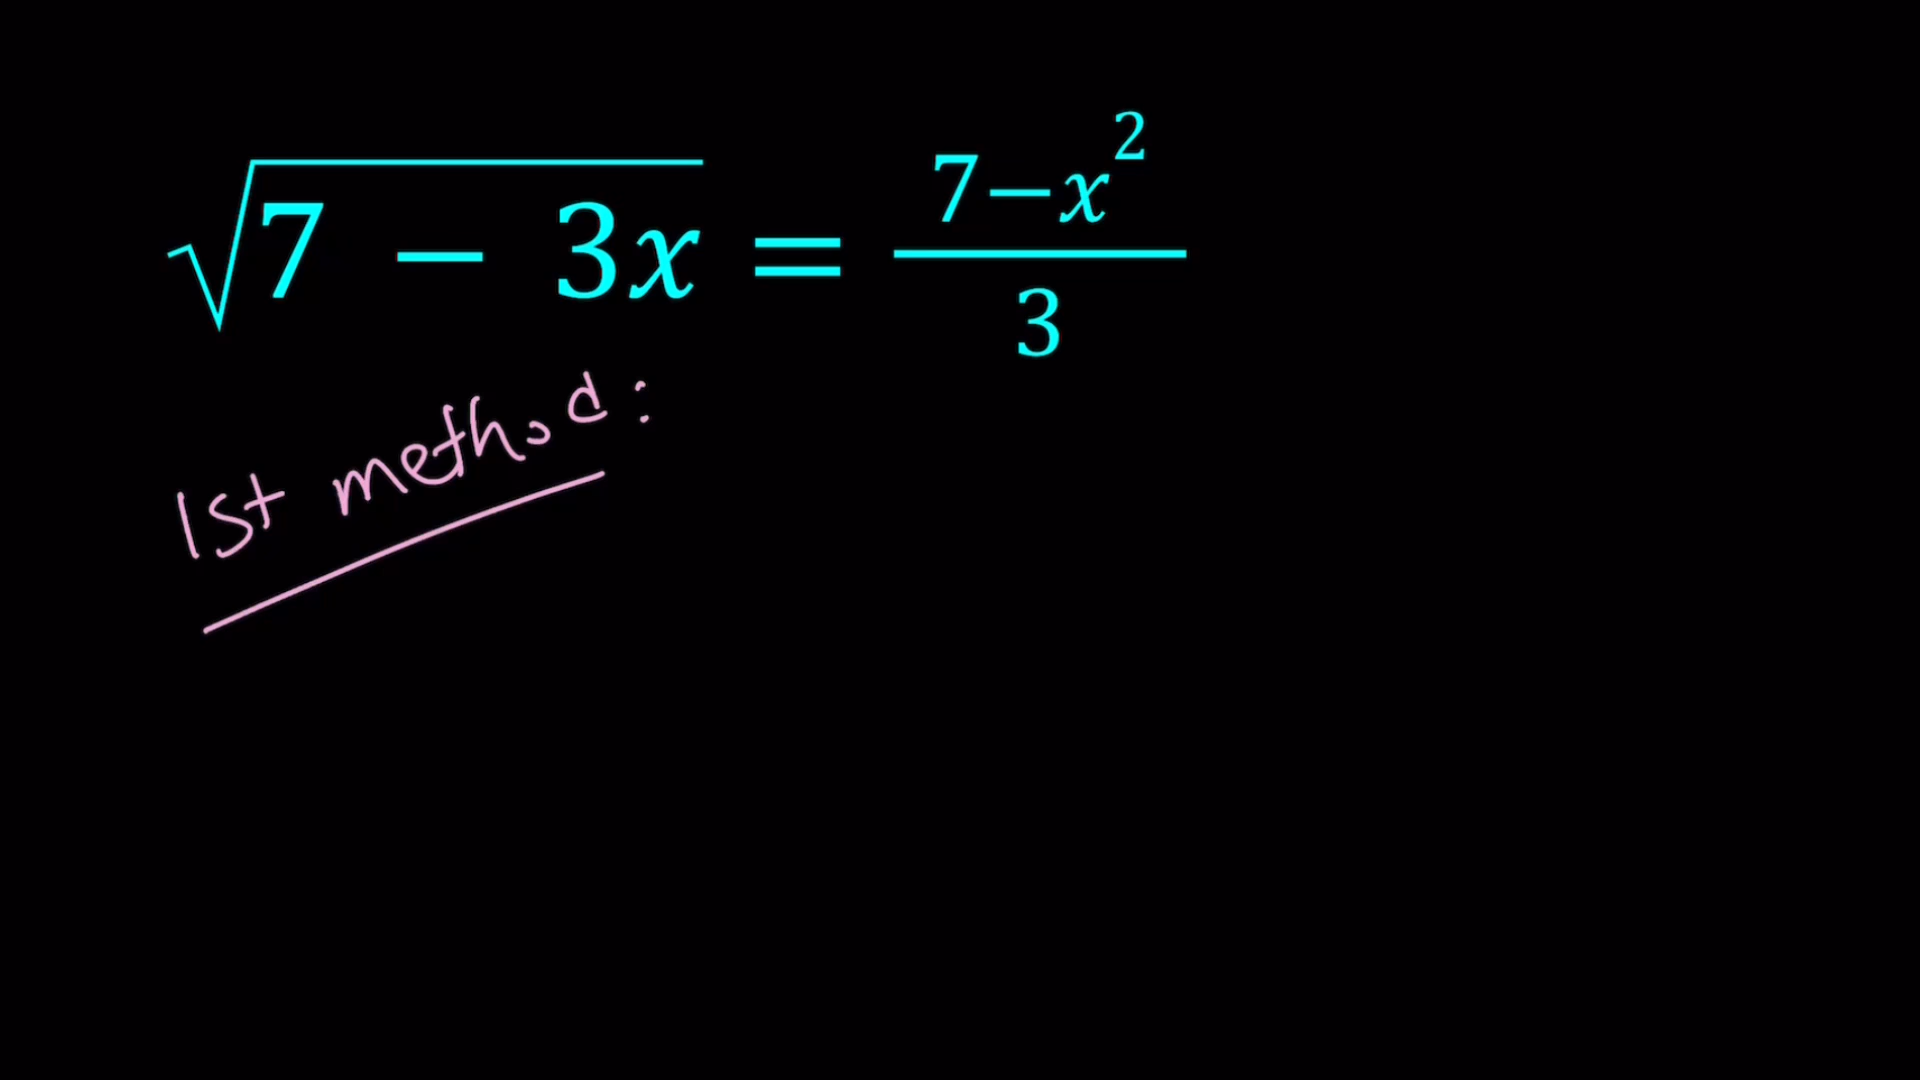 √(7 − 3x) = (7−x²)/3
1st method: